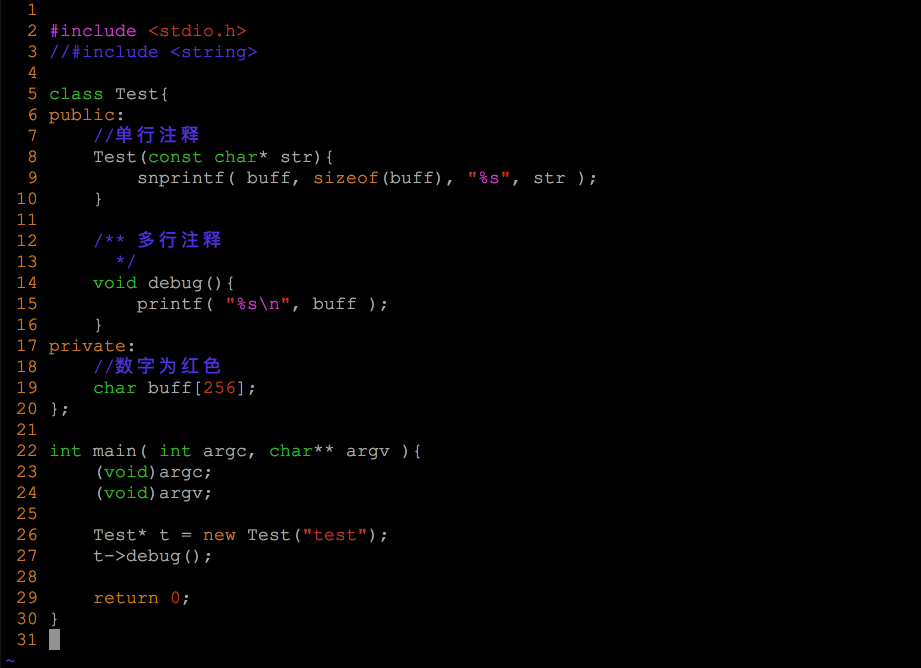 1
2 #include <stdio.h>
3 //#include <string>
4
5 class Test{
6 public:
7     //单行注释
8     Test(const char* str){
9         snprintf( buff, sizeof(buff), "%s", str );
10     }
11
12     /** 多行注释
13       */
14     void debug(){
15         printf( "%s\n", buff );
16     }
17 private:
18     //数字为红色
19     char buff[256];
20 };
21
22 int main( int argc, char** argv ){
23     (void)argc;
24     (void)argv;
25
26     Test* t = new Test("test");
27     t->debug();
28
29     return 0;
30 }
31
~